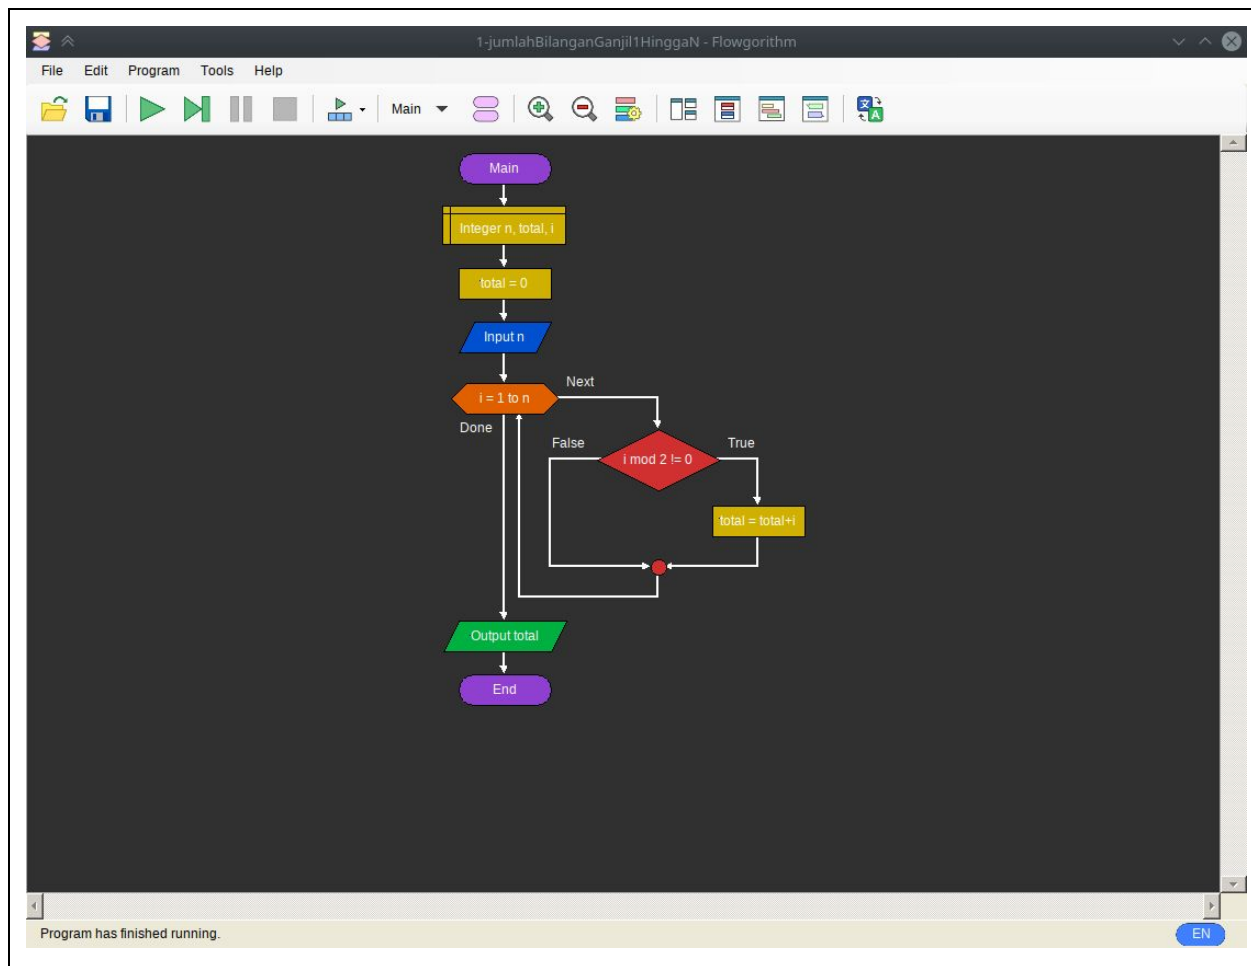 1-jumlahBilanganGanjil1HinggaN - Flowgorithm
File Edit Program Tools Help
Main
Main
Integer n, total, i
total = 0
Input n
i = 1 to n
Next
Done
False
True
i mod 2 != 0
total = total+i
Output total
End
Program has finished running.
EN